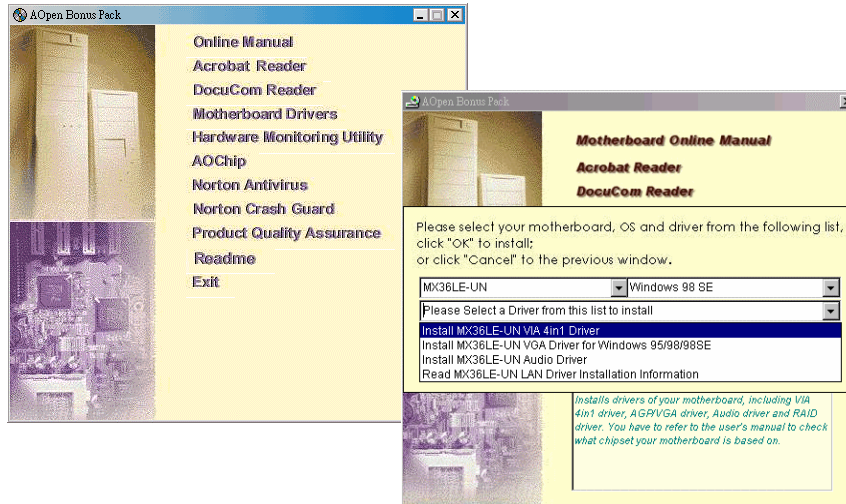 AOpen Bonus Pack
Online Manual
Acrobat Reader
DocuCom Reader
Motherboard Drivers
Hardware Monitoring Utility
AOChip
Norton Antivirus
Norton Crash Guard
Product Quality Assurance
Readme
Exit
AOpen Bonus Pack
Motherboard Online Manual
Acrobat Reader
DocuCom Reader
Please select your motherboard, OS and driver from the following list,
click "OK" to install;
or click "Cancel" to the previous window.
MX36LE-UN Windows 98 SE
Please Select a Driver from this list to install
Install MX36LE-UN VIA 4in1 Driver
Install MX36LE-UN VGA Driver for Windows 95/98/98SE
Install MX36LE-UN Audio Driver
Read MX36LE-UN LAN Driver Installation Information
Installs drivers of your motherboard, including VIA
4in1 driver, AGP/VGA driver, Audio driver and RAID
driver. You have to refer to the user's manual to check
what chipset your motherboard is based on.